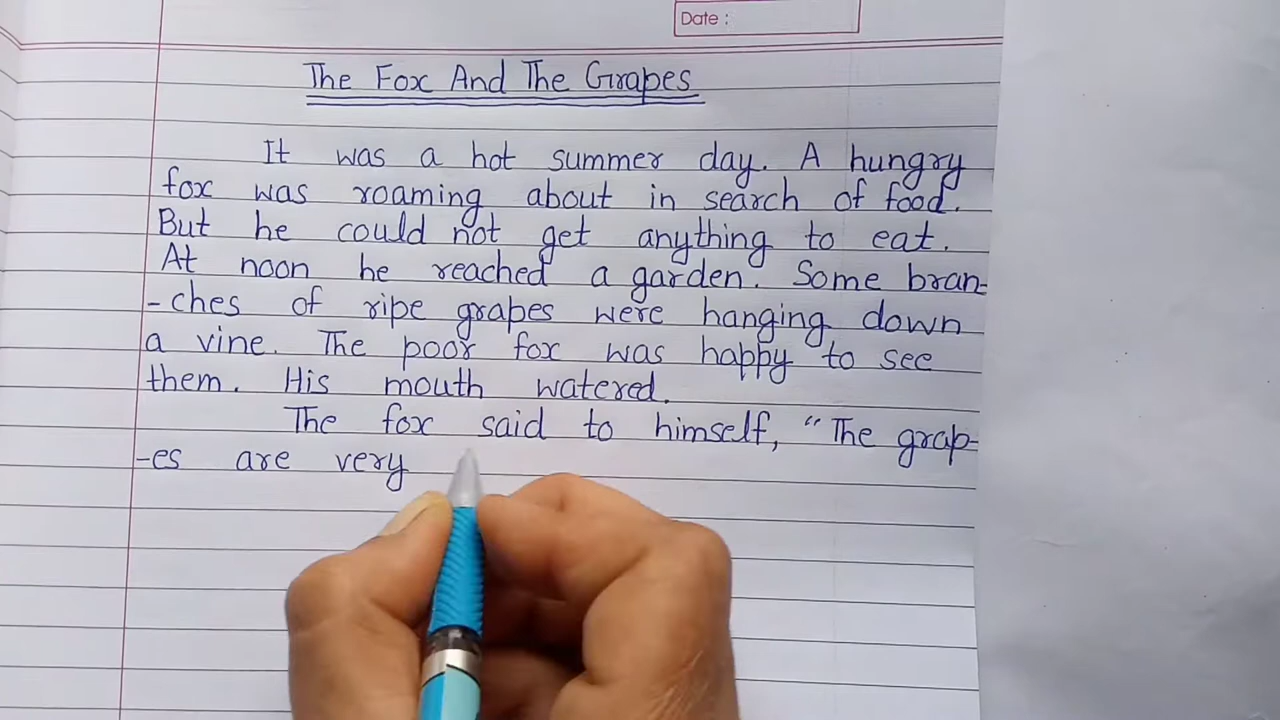 Date :
The Fox And The Grapes
It was a hot summer day. A hungry
fox was roaming about in search of food.
But he could not get anything to eat.
At noon he reached a garden. Some bran-
-ches of ripe grapes were hanging down
a vine. The poor fox was happy to see
them. His mouth watered.
The fox said to himself, "The grap-
-es are very